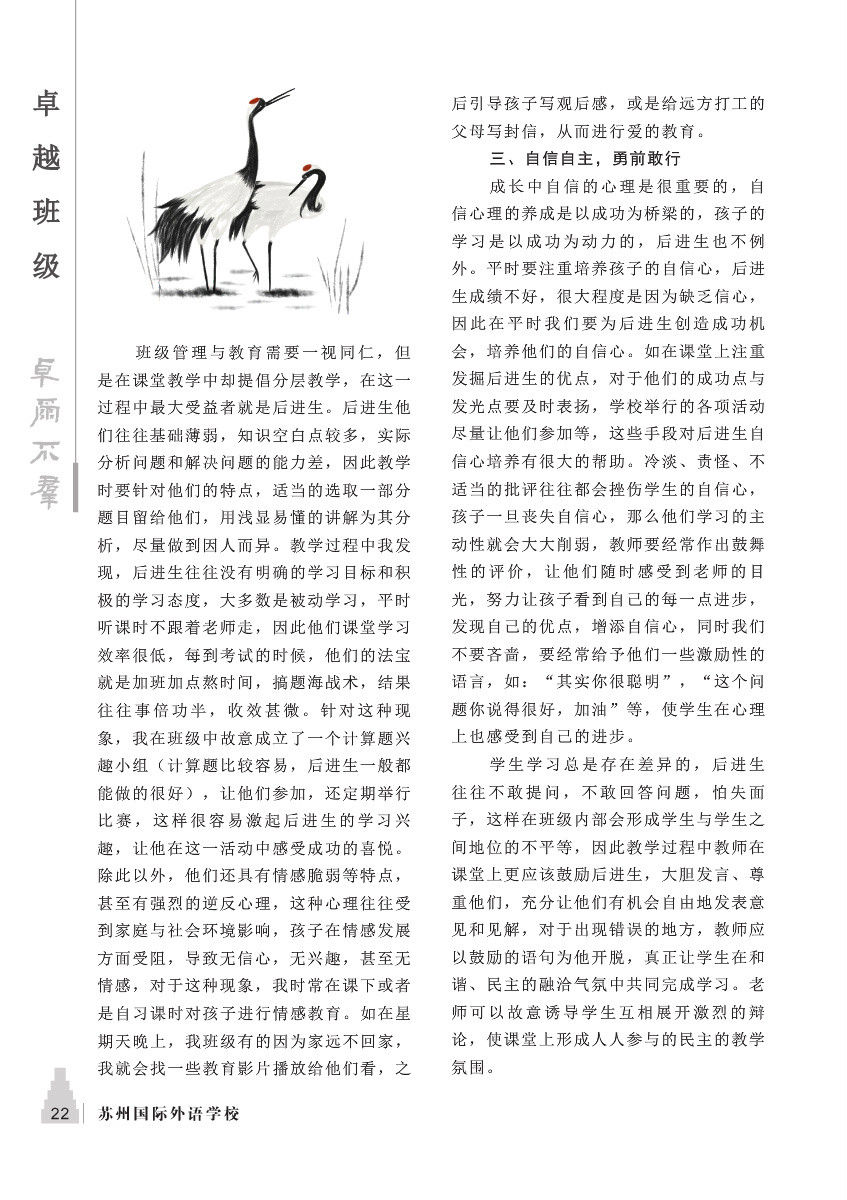 卓越班级
卓尔不群
班级管理与教育需要一视同仁，但
是在课堂教学中却提倡分层教学，在这一
过程中最大受益者就是后进生。后进生他
们往往基础薄弱，知识空白点较多，实际
分析问题和解决问题的能力差，因此教学
时要针对他们的特点，适当的选取一部分
题目留给他们，用浅显易懂的讲解为其分
析，尽量做到因人而异。教学过程中我发
现，后进生往往没有明确的学习目标和积
极的学习态度，大多数是被动学习，平时
听课时不跟着老师走，因此他们课堂学习
效率很低，每到考试的时候，他们的法宝
就是加班加点熬时间，搞题海战术，结果
往往事倍功半，收效甚微。针对这种现
象，我在班级中故意成立了一个计算题兴
趣小组（计算题比较容易，后进生一般都
能做的很好），让他们参加，还定期举行
比赛，这样很容易激起后进生的学习兴
趣，让他在这一活动中感受成功的喜悦。
除此以外，他们还具有情感脆弱等特点，
甚至有强烈的逆反心理，这种心理往往受
到家庭与社会环境影响，孩子在情感发展
方面受阻，导致无信心，无兴趣，甚至无
情感，对于这种现象，我时常在课下或者
是自习课时对孩子进行情感教育。如在星
期天晚上，我班级有的因为家远不回家，
我就会找一些教育影片播放给他们看，之
后引导孩子写观后感，或是给远方打工的
父母写封信，从而进行爱的教育。
三、自信自主，勇前敢行
成长中自信的心理是很重要的，自
信心理的养成是以成功为桥梁的，孩子的
学习是以成功为动力的，后进生也不例
外。平时要注重培养孩子的自信心，后进
生成绩不好，很大程度是因为缺乏信心，
因此在平时我们要为后进生创造成功机
会，培养他们的自信心。如在课堂上注重
发掘后进生的优点，对于他们的成功点与
发光点要及时表扬，学校举行的各项活动
尽量让他们参加等，这些手段对后进生自
信心培养有很大的帮助。冷淡、责怪、不
适当的批评往往都会挫伤学生的自信心，
孩子一旦丧失自信心，那么他们学习的主
动性就会大大削弱，教师要经常作出鼓舞
性的评价，让他们随时感受到老师的目
光，努力让孩子看到自己的每一点进步，
发现自己的优点，增添自信心，同时我们
不要吝啬，要经常给予他们一些激励性的
语言，如：“其实你很聪明”，“这个问
题你说得很好，加油”等，使学生在心理
上也感受到自己的进步。
学生学习总是存在差异的，后进生
往往不敢提问，不敢回答问题，怕失面
子，这样在班级内部会形成学生与学生之
间地位的不平等，因此教学过程中教师在
课堂上更应该鼓励后进生，大胆发言、尊
重他们，充分让他们有机会自由地发表意
见和见解，对于出现错误的地方，教师应
以鼓励的语句为他开脱，真正让学生在和
谐、民主的融洽气氛中共同完成学习。老
师可以故意诱导学生互相展开激烈的辩
论，使课堂上形成人人参与的民主的教学
氛围。
22 苏州国际外语学校